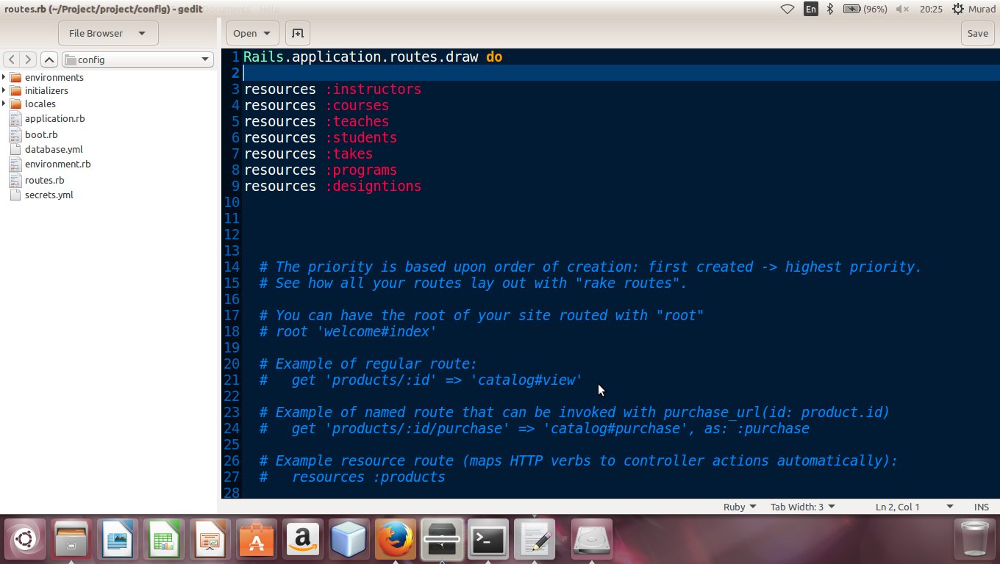 routes.rb (~/Project/project/config) - gedit Documents Help
En (96%) 20:25 Murad
File Browser Open Save
config
environments
initializers
locales
application.rb
boot.rb
database.yml
environment.rb
routes.rb
secrets.yml
1 Rails.application.routes.draw do
2
3 resources :instructors
4 resources :courses
5 resources :teaches
6 resources :students
7 resources :takes
8 resources :programs
9 resources :designtions
10
11
12
13
14 # The priority is based upon order of creation: first created -> highest priority.
15 # See how all your routes lay out with "rake routes".
16
17 # You can have the root of your site routed with "root"
18 # root 'welcome#index'
19
20 # Example of regular route:
21 #   get 'products/:id' => 'catalog#view'
22
23 # Example of named route that can be invoked with purchase_url(id: product.id)
24 #   get 'products/:id/purchase' => 'catalog#purchase', as: :purchase
25
26 # Example resource route (maps HTTP verbs to controller actions automatically):
27 #   resources :products
28
Ruby Tab Width: 3 Ln 2, Col 1 INS